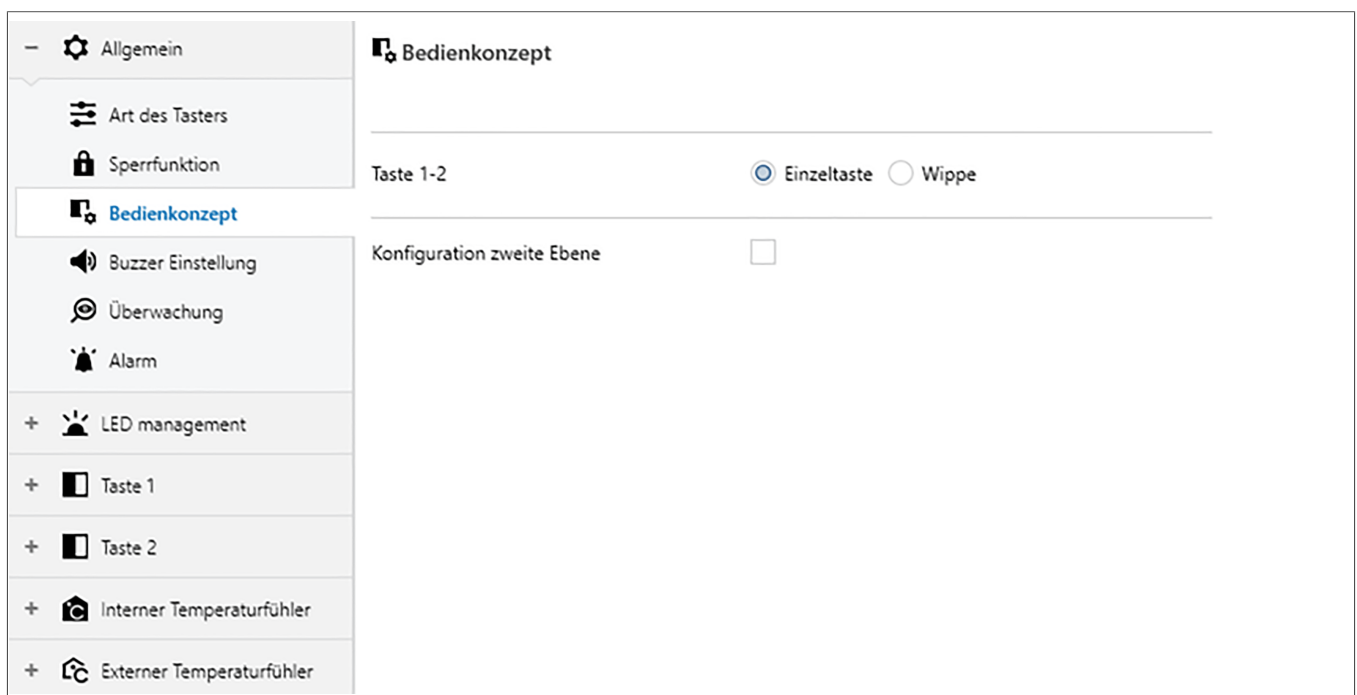 Allgemein
Art des Tasters
Sperrfunktion
Bedienkonzept
Buzzer Einstellung
Überwachung
Alarm
LED management
Taste 1
Taste 2
Interner Temperaturfühler
Externer Temperaturfühler
Bedienkonzept
Taste 1-2 Einzeltaste Wippe
Konfiguration zweite Ebene